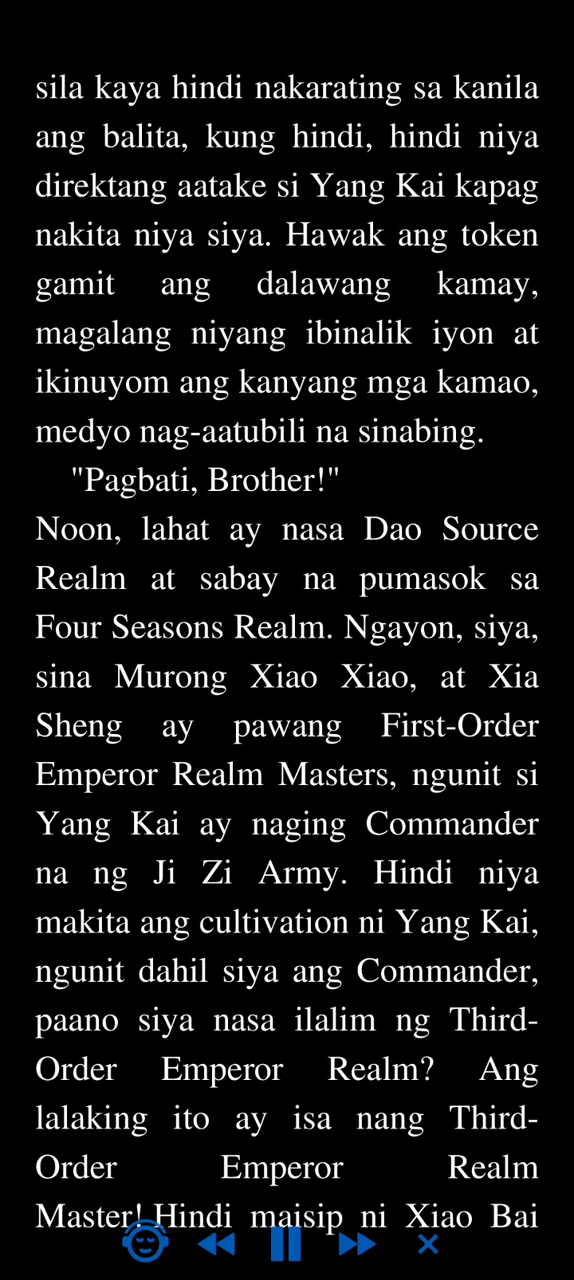 sila kaya hindi nakarating sa kanila
ang balita, kung hindi, hindi niya
direktang aatake si Yang Kai kapag
nakita niya siya. Hawak ang token
gamit ang dalawang kamay,
magalang niyang ibinalik iyon at
ikinuyom ang kanyang mga kamao,
medyo nag-aatubili na sinabing.
"Pagbati, Brother!"
Noon, lahat ay nasa Dao Source
Realm at sabay na pumasok sa
Four Seasons Realm. Ngayon, siya,
sina Murong Xiao Xiao, at Xia
Sheng ay pawang First-Order
Emperor Realm Masters, ngunit si
Yang Kai ay naging Commander
na ng Ji Zi Army. Hindi niya
makita ang cultivation ni Yang Kai,
ngunit dahil siya ang Commander,
paano siya nasa ilalim ng Third-
Order Emperor Realm? Ang
lalaking ito ay isa nang Third-
Order Emperor Realm
Master! Hindi maisip ni Xiao Bai